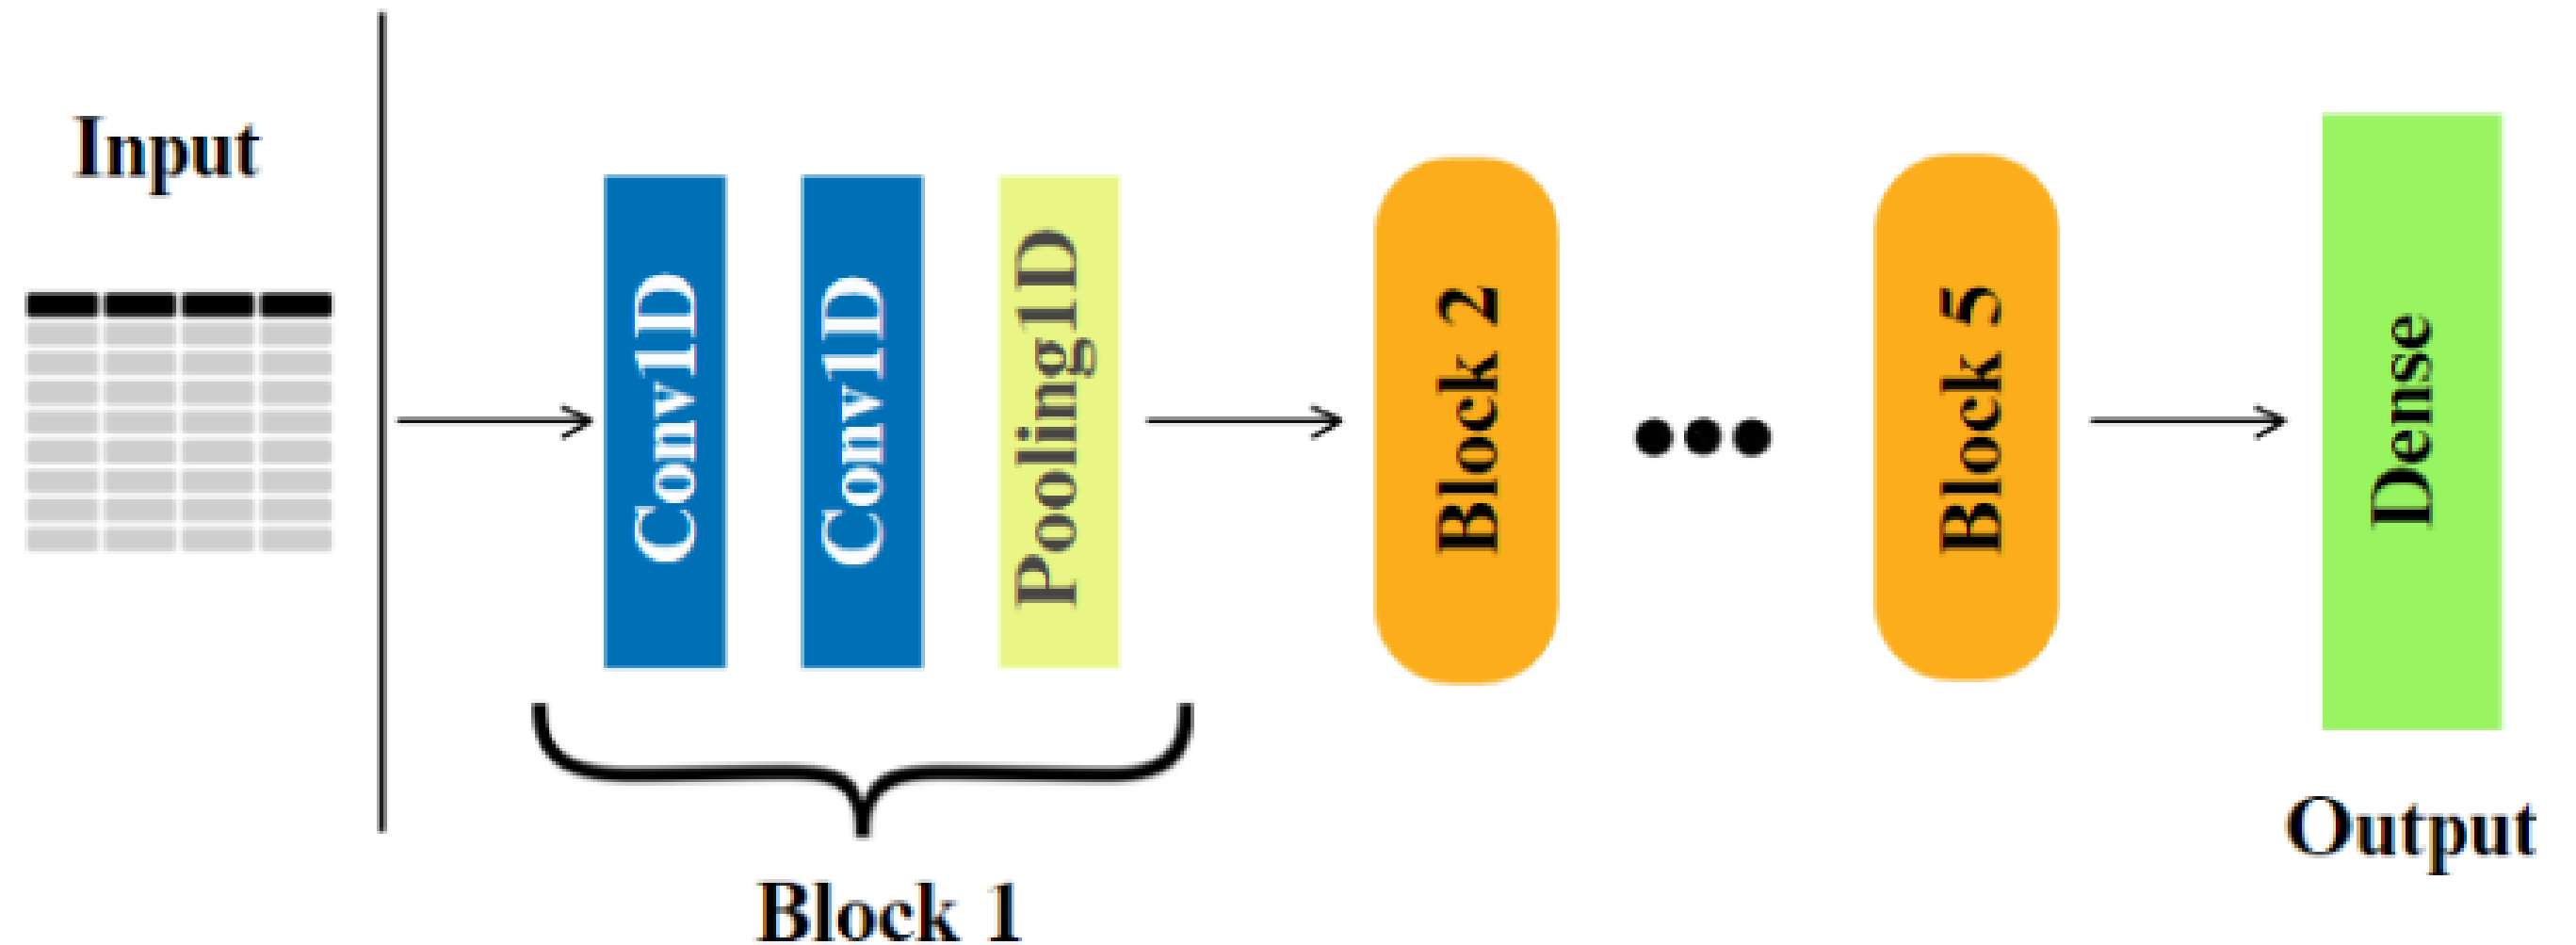 Input
Conv1D
Conv1D
Pooling1D
Block 1
Block 2
Block 5
Dense
Output